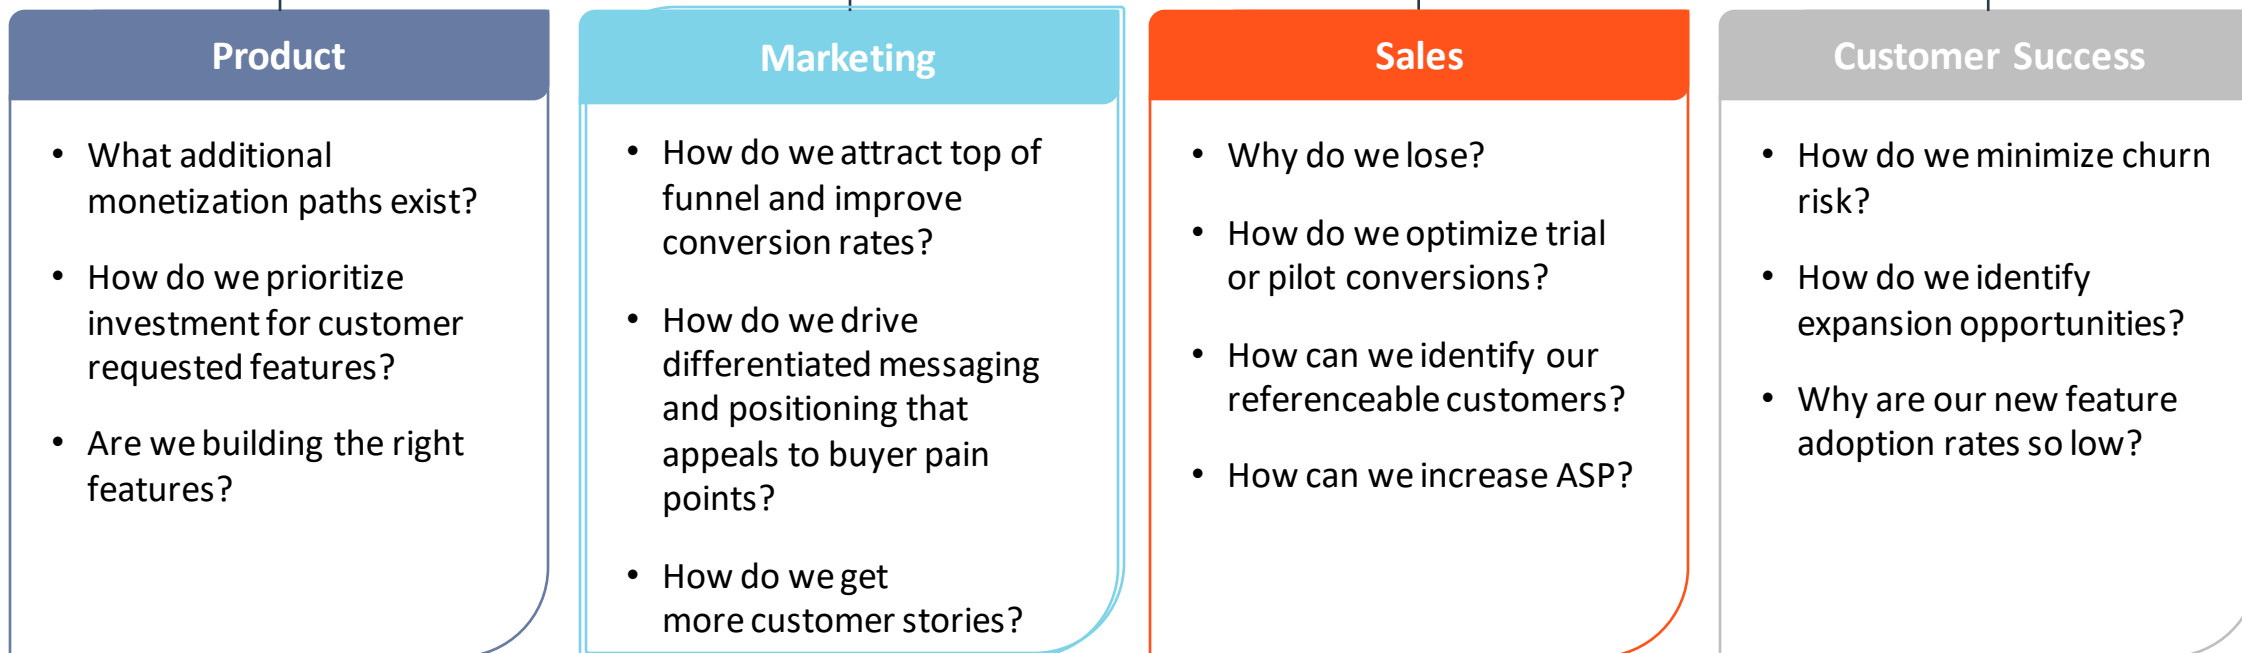 Product
What additional
monetization paths exist?
How do we prioritize
investment for customer
requested features?
Are we building the right
features?
Marketing
How do we attract top of
funnel and improve
conversion rates?
How do we drive
differentiated messaging
and positioning that
appeals to buyer pain
points?
How do we get
more customer stories?
Sales
Why do we lose?
How do we optimize trial
or pilot conversions?
How can we identify our
referenceable customers?
How can we increase ASP?
Customer Success
How do we minimize churn
risk?
How do we identify
expansion opportunities?
Why are our new feature
adoption rates so low?